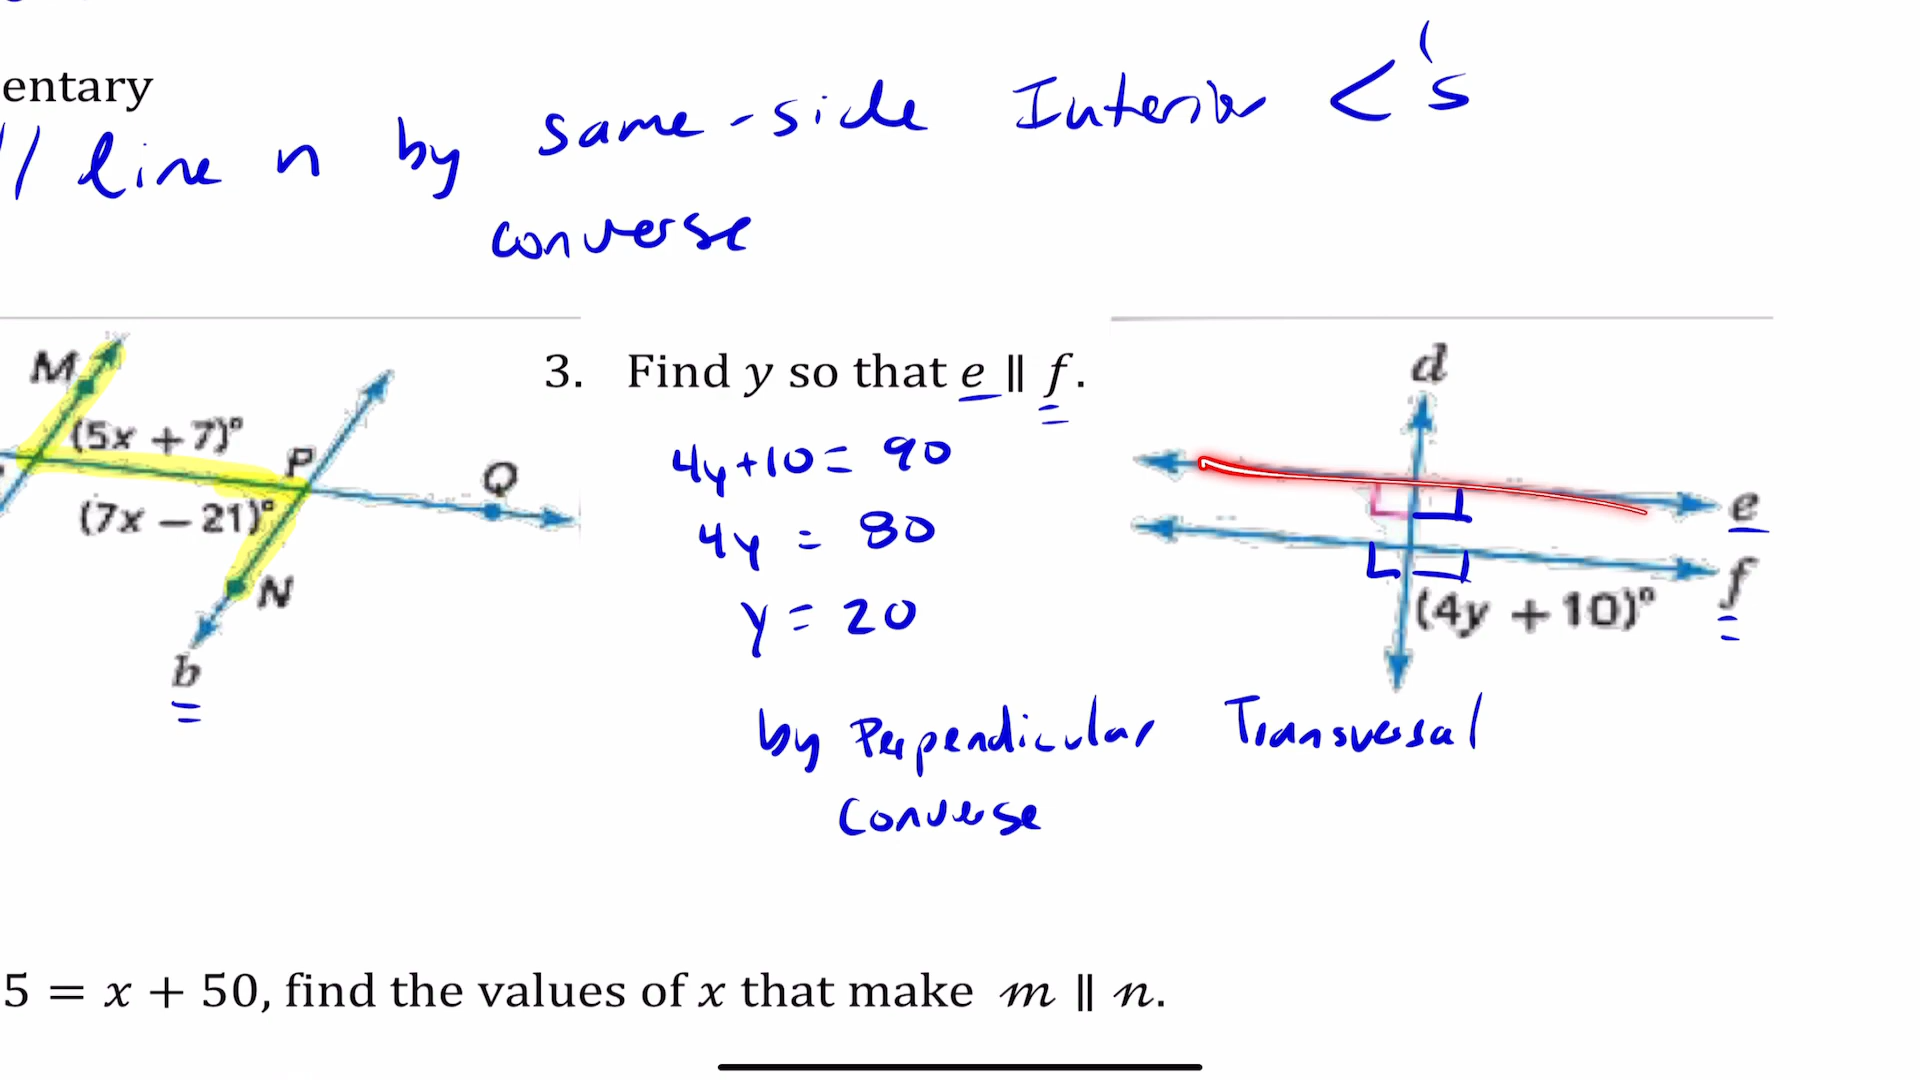 entary
// line n by same-side Interior <'s
converse
M
(5x + 7)°
P
Q
(7x − 21)°
N
b
3. Find y so that e ∥ f.
4y+10= 90
4y = 80
y = 20
by Perpendicular Transversal
Converse
d
e
f
(4y + 10)°
5 = x + 50, find the values of x that make m ∥ n.